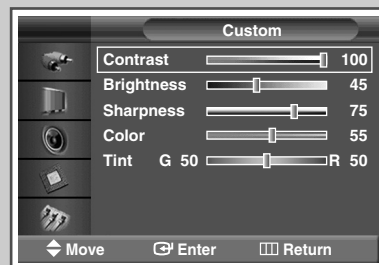 Custom
Contrast 100
Brightness 45
Sharpness 75
Color 55
Tint G 50 R 50
Move Enter Return